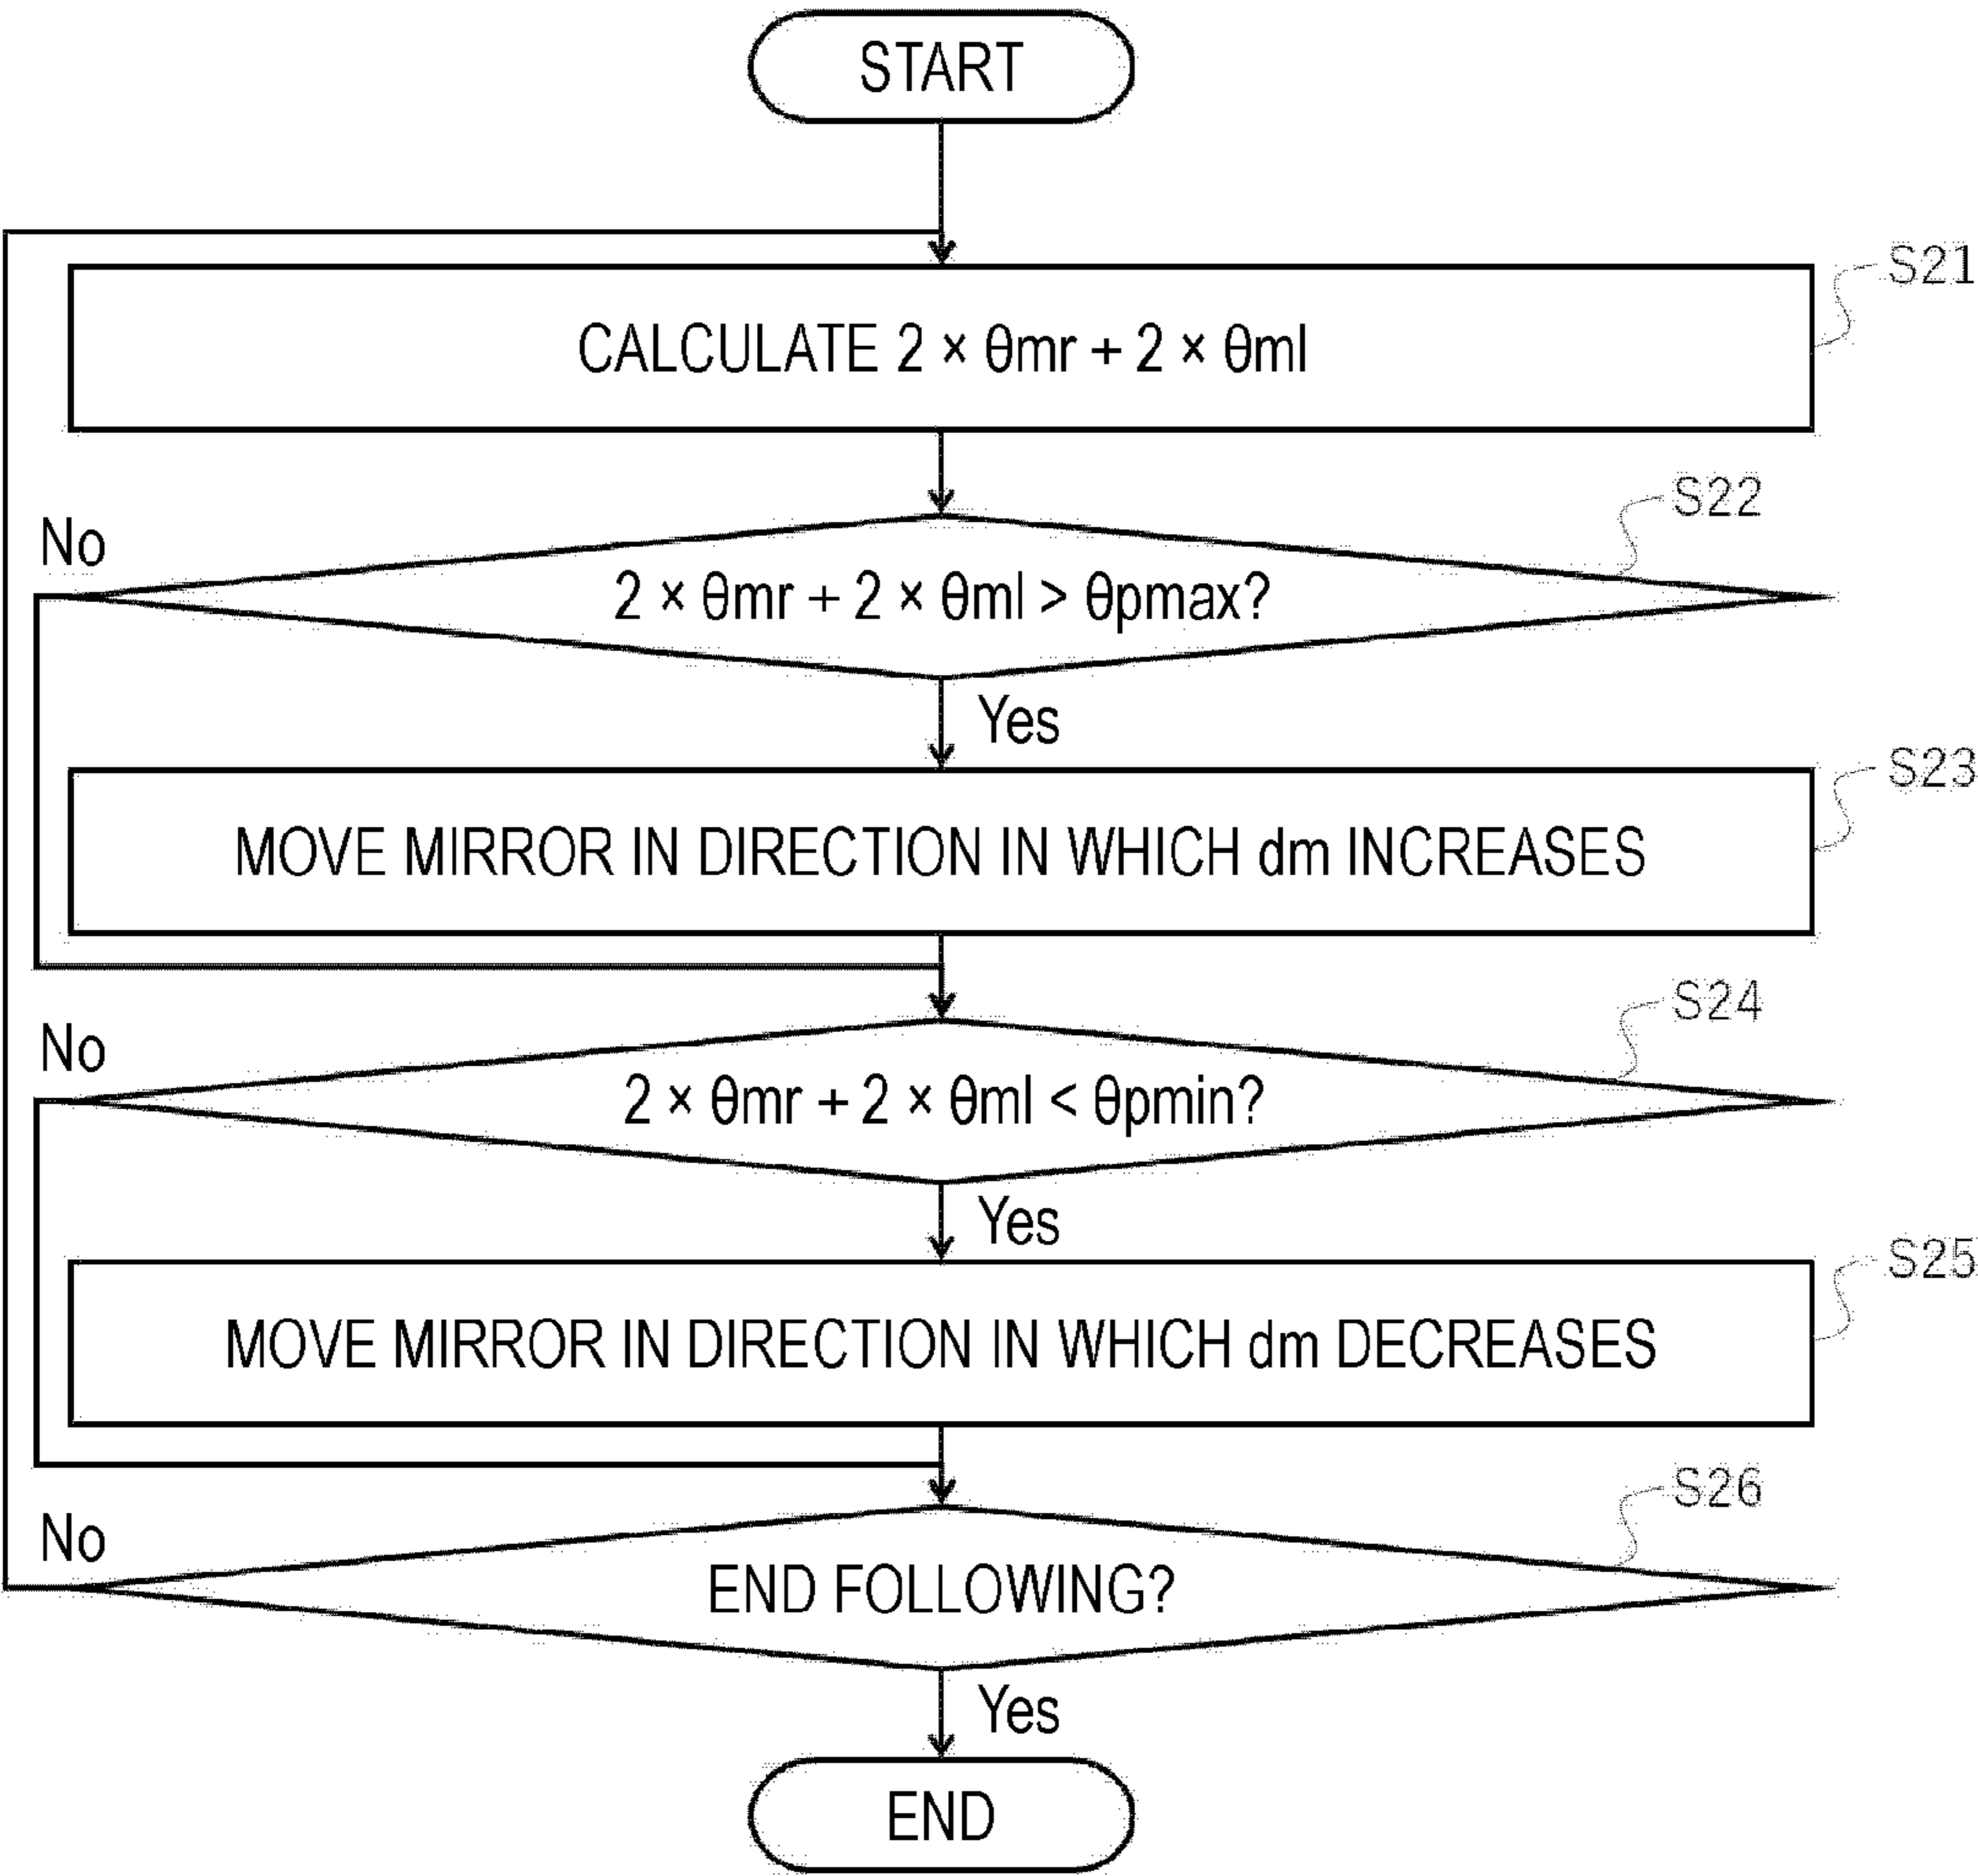 START
S21
CALCULATE 2 × θmr + 2 × θml
S22
No
2 × θmr + 2 × θml > θpmax?
Yes
S23
MOVE MIRROR IN DIRECTION IN WHICH dm INCREASES
S24
No
2 × θmr + 2 × θml < θpmin?
Yes
S25
MOVE MIRROR IN DIRECTION IN WHICH dm DECREASES
S26
No
END FOLLOWING?
Yes
END